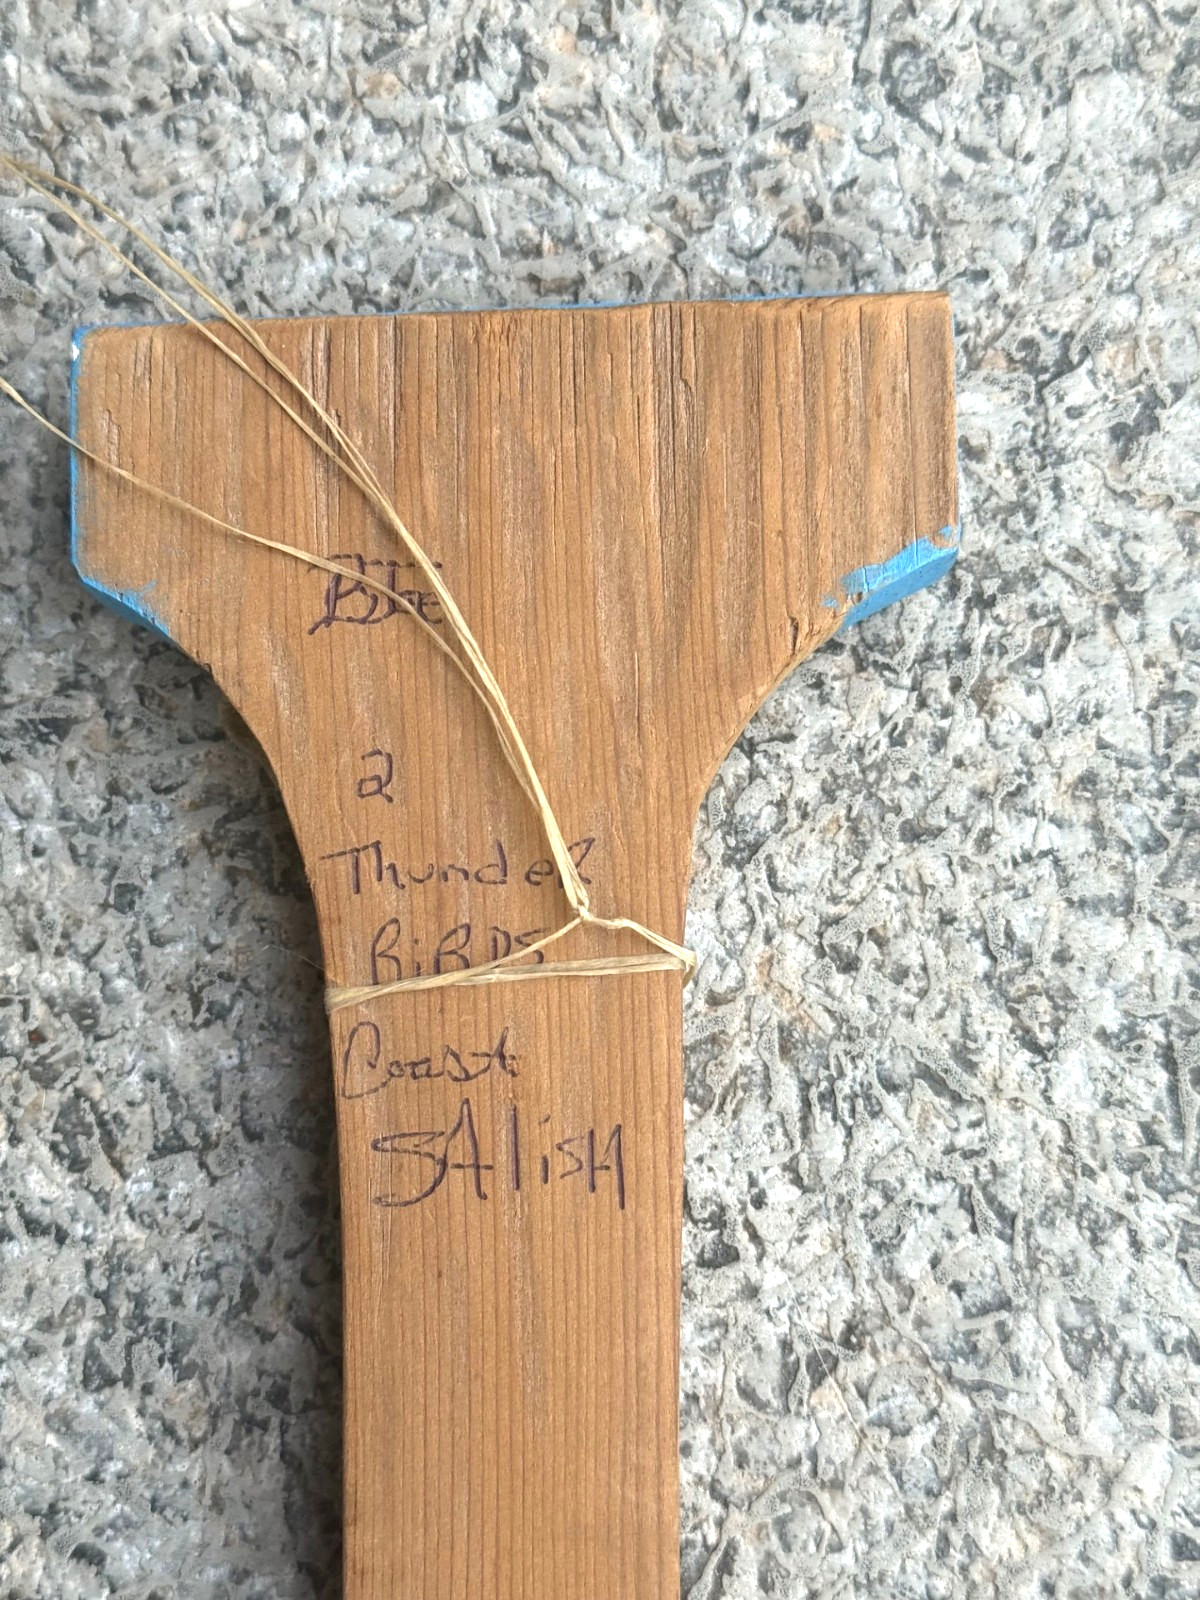 2
ThundeR
BiRDS
Coast
SAlisH